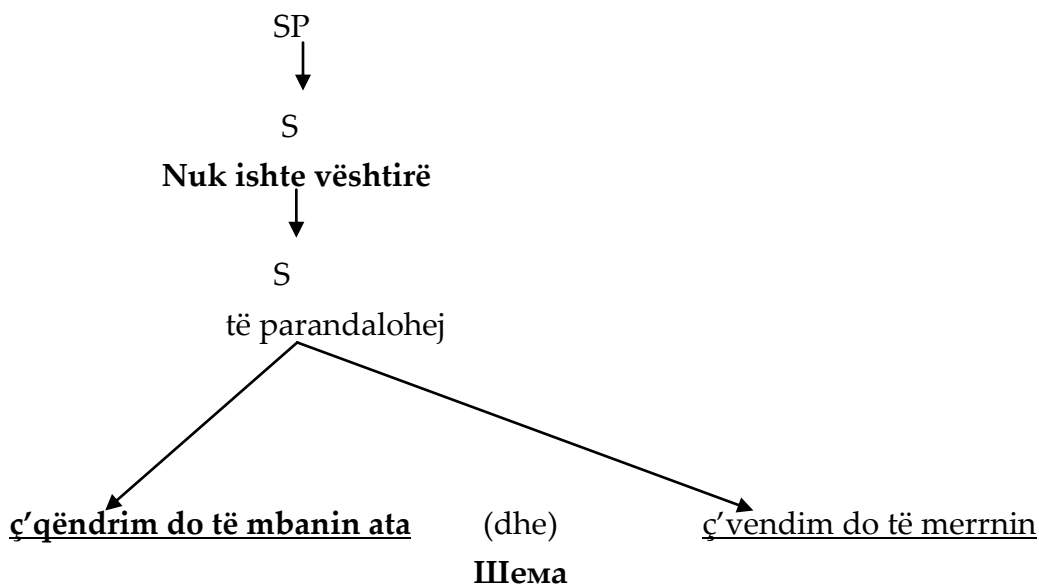 SP
S
Nuk ishte vështirë
S
të parandalohej
ç’qëndrim do të mbanin ata (dhe) ç’vendim do të merrnin
Шема